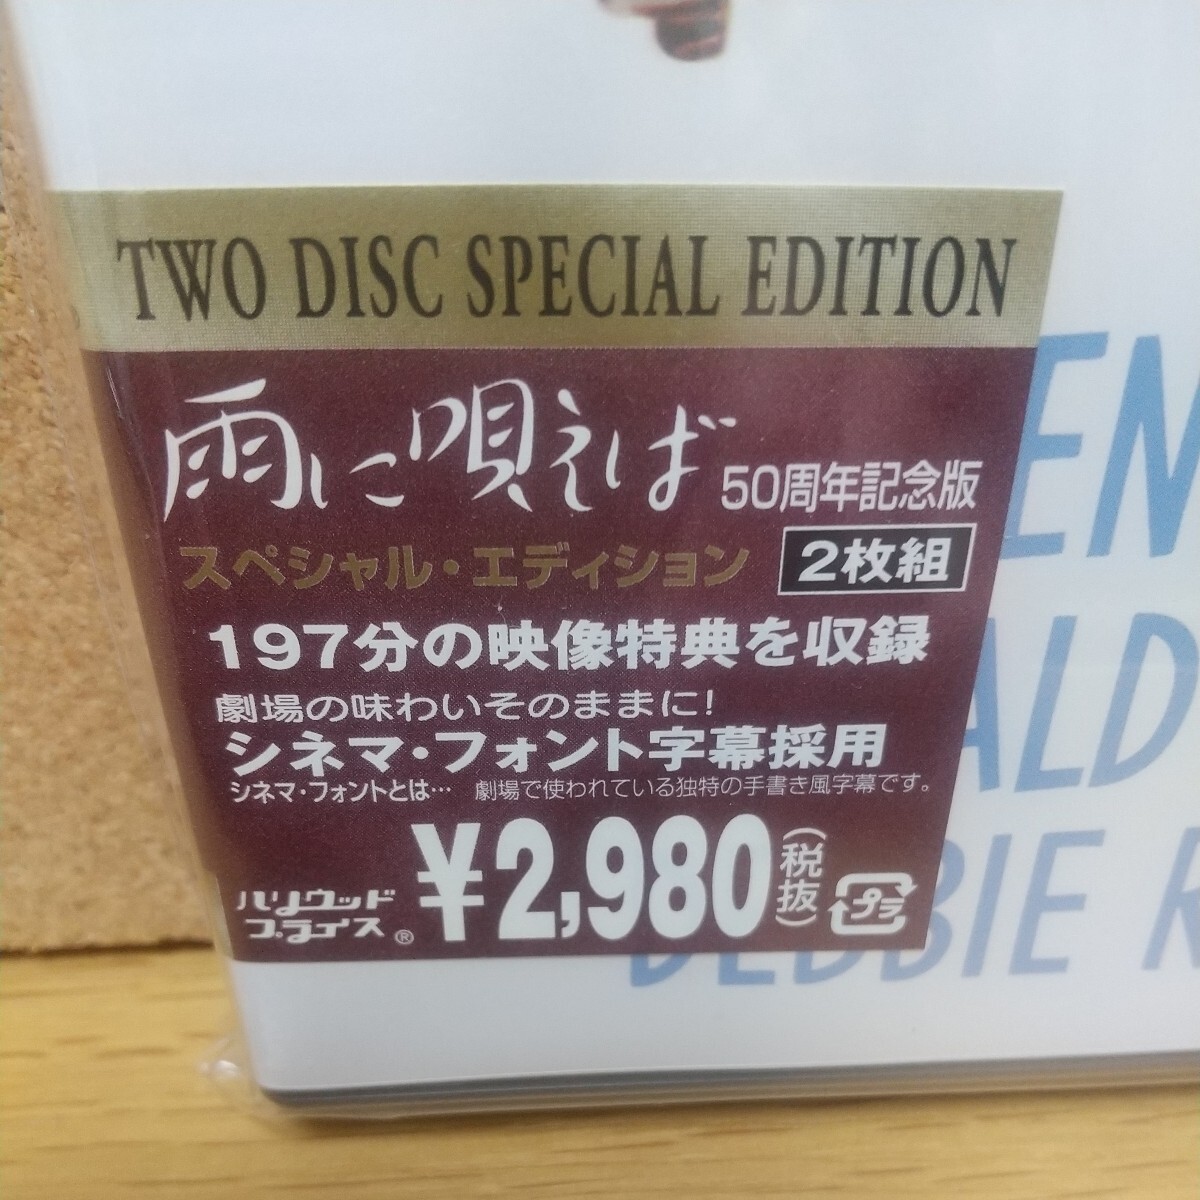 TWO DISC SPECIAL EDITION
雨に唄えば 50周年記念版
スペシャル・エディション 2枚組
197分の映像特典を収録
劇場の味わいそのままに!
シネマ・フォント字幕採用
シネマ・フォントとは… 劇場で使われている独特の手書き風字幕です。
ハリウッド
プライス®
¥2,980(税抜)
プラ
EN
ALD
DEBBIE R